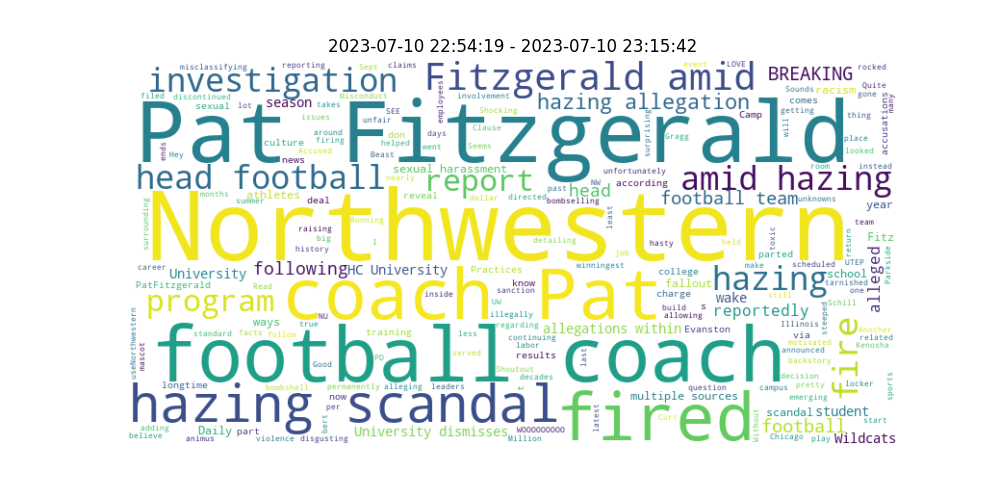 2023-07-10 22:54:19 - 2023-07-10 23:15:42
misclassifying reporting Sept claims event LOVE BREAKING rocked
investigation Fitzgerald amid
filed discontinued employees Sounds racism Quite gone
Misconduct involvement
sexual lot season takes SEE Shocking hazing allegation comes many
Pat Fitzgerald
issues unfair Clause Camp getting thing accusations
culture around firing don helped days went surprising Gragg will place
ends Hey Accused news Beast Seems looked
head football sexual harassment report unfortunately room instead
nearly NW according amid hazing one
months athletes reveal dollar directed past bombselling head football team unknowns year
summer deal
Northwestern
surrounding Running raising big history l detailing least hasty held toxic return team Fitz
job winningest parted UTEP Parkside
career University following HC University Practices know college make scheduled school tarnished
PatFitzgerald Read sanction fallout hazing still alleged
program coach Pat
inside UW charge wake build s allowing reportedly Schill
NU illegally steeped
useNorthwestern ways true training regarding allegations within Evanston Illinois via Another related
standard facts follow less continuing labor motivated Kenosha
football coach
mascot PD results last announced backstory fire
Good served Shoutout decision
longtime bombshell permanently alleging leaders decades question campus pretty locker sports
hazing scandal
now per t multiple sources emerging
fired
latest Curt Without scandal student start
adding believe Daily part bert University dismisses WOOOOOOOOO football
animus violence disgusting Million Chicago play Wildcats